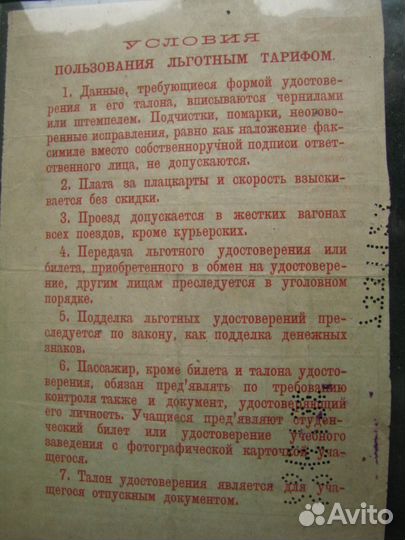 УСЛОВИЯ
ПОЛЬЗОВАНИЯ ЛЬГОТНЫМ ТАРИФОМ.
1. Данные, требующиеся формой удостове-
рения и его талона, вписываются чернилами
или штемпелем. Подчистки, помарки, неогово-
ренные исправления, равно как наложение фак-
симиле вместо собственноручной подписи ответ-
ственного лица, не допускаются.
2. Плата за плацкарты и скорость взыски-
вается без скидки.
3. Проезд допускается в жестких вагонах
всех поездов, кроме курьерских.
4. Передача льготного удостоверения или
билета, приобретенного в обмен на удостовере-
ние, другим лицам преследуется в уголовном
порядке.
5. Подделка льготных удостоверений прес-
ледуется по закону, как подделка денежных
знаков.
6. Пассажир, кроме билета и талона удосто-
верения, обязан пред'являть по требованию
контроля также и документ, удостоверяющий
его личность. Учащиеся пред'являют студен-
ческий билет или удостоверение учебного
заведения с фотографической карточкой уча-
щегося.
7. Талон удостоверения является для уча-
щегося отпускным документом.
Avito